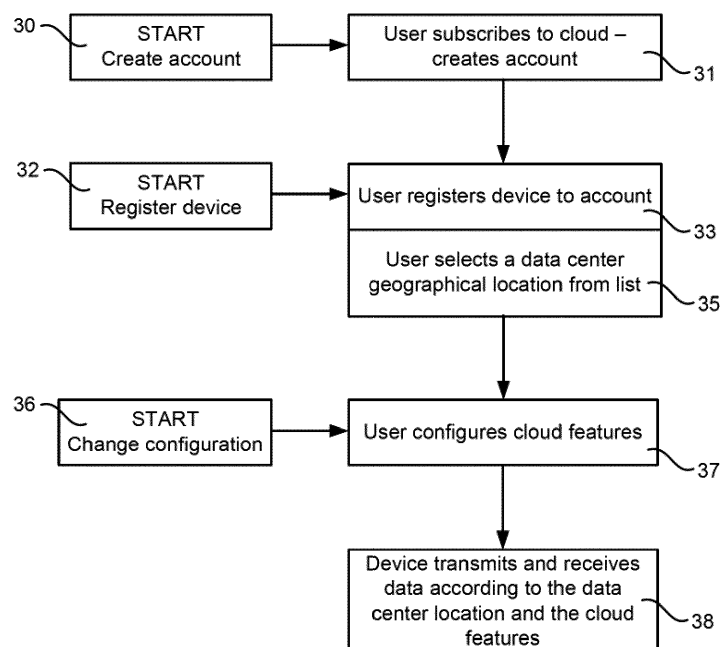 30
START
Create account
User subscribes to cloud –
creates account
31
32
START
Register device
User registers device to account
33
User selects a data center
geographical location from list
35
36
START
Change configuration
User configures cloud features
37
Device transmits and receives
data according to the data
center location and the cloud
features
38